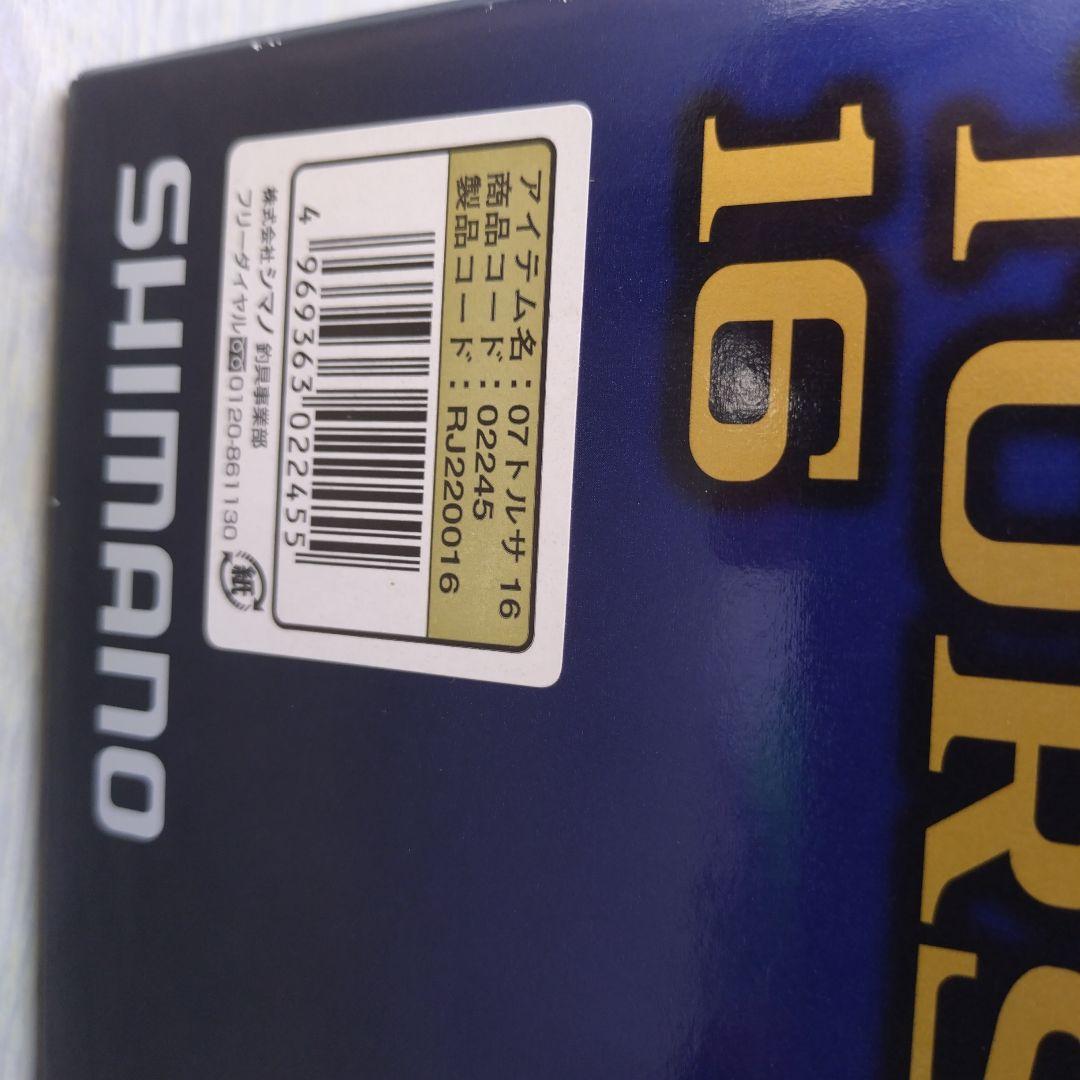 TORS
16
アイテム名:07トルサ 16
商品コード:02245
製品コード:RJ220016
4 969363 022455
株式会社シマノ 釣具事業部
フリーダイヤル 0120-861130
紙
SHIMANO